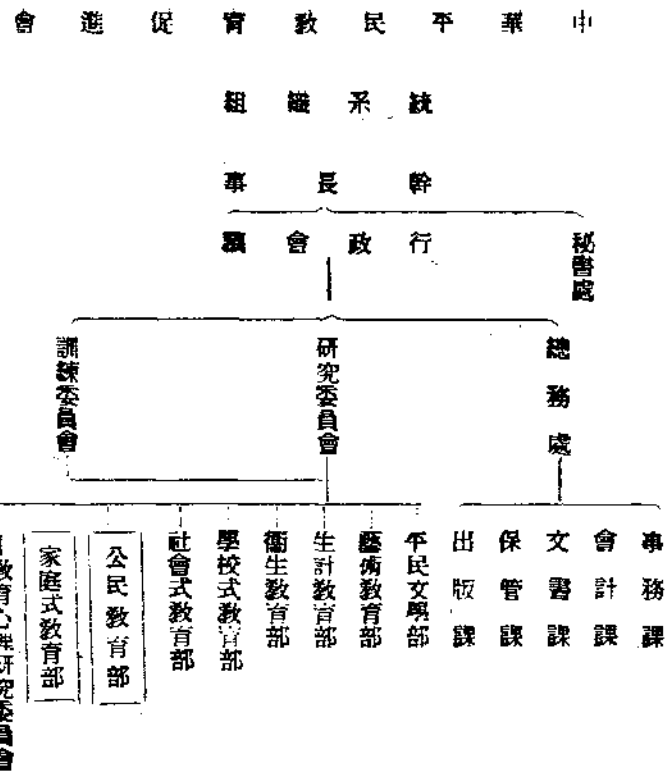 中華平民教育促進會
統系織組
幹長事
秘書處
行政會議
總務處
研究委員會
訓練委員會
事務課
會計課
文書課
保管課
出版課
平民文學部
藝術教育部
生計教育部
衞生教育部
學校式教育部
社會式教育部
公民教育部
家庭式教育部
教育心理研究委員會